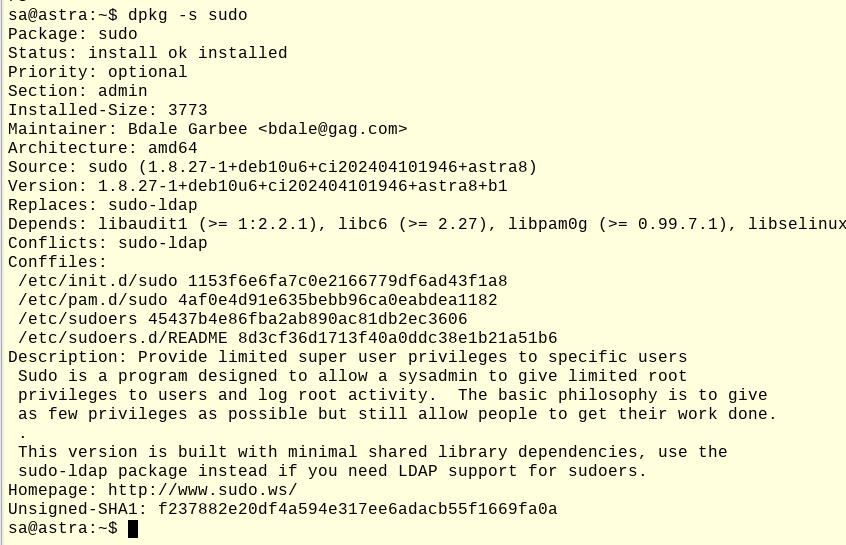 sa@astra:~$ dpkg -s sudo
Package: sudo
Status: install ok installed
Priority: optional
Section: admin
Installed-Size: 3773
Maintainer: Bdale Garbee <bdale@gag.com>
Architecture: amd64
Source: sudo (1.8.27-1+deb10u6+ci202404101946+astra8)
Version: 1.8.27-1+deb10u6+ci202404101946+astra8+b1
Replaces: sudo-ldap
Depends: libaudit1 (>= 1:2.2.1), libc6 (>= 2.27), libpam0g (>= 0.99.7.1), libselinux
Conflicts: sudo-ldap
Conffiles:
 /etc/init.d/sudo 1153f6e6fa7c0e2166779df6ad43f1a8
 /etc/pam.d/sudo 4af0e4d91e635bebb96ca0eabdea1182
 /etc/sudoers 45437b4e86fba2ab890ac81db2ec3606
 /etc/sudoers.d/README 8d3cf36d1713f40a0ddc38e1b21a51b6
Description: Provide limited super user privileges to specific users
 Sudo is a program designed to allow a sysadmin to give limited root
 privileges to users and log root activity.  The basic philosophy is to give
 as few privileges as possible but still allow people to get their work done.
 .
 This version is built with minimal shared library dependencies, use the
 sudo-ldap package instead if you need LDAP support for sudoers.
Homepage: http://www.sudo.ws/
Unsigned-SHA1: f237882e20df4a594e317ee6adacb55f1669fa0a
sa@astra:~$